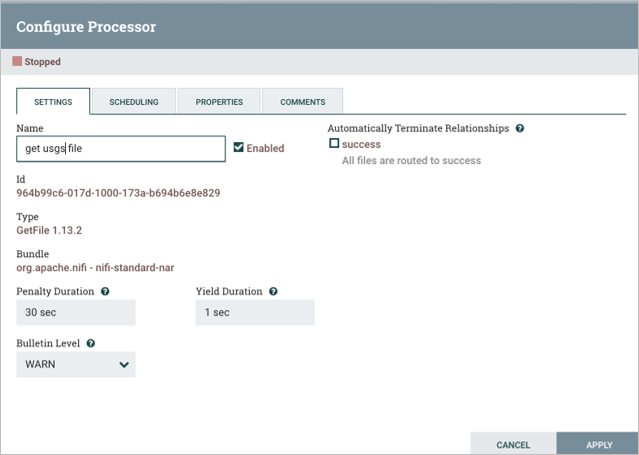 Configure Processor
Stopped
SETTINGS
SCHEDULING
PROPERTIES
COMMENTS
Name
get usgs file
Enabled
Automatically Terminate Relationships
success
All files are routed to success
Id
964b99c6-017d-1000-173a-b694b6e8e829
Type
GetFile 1.13.2
Bundle
org.apache.nifi - nifi-standard-nar
Penalty Duration
Yield Duration
30 sec
1 sec
Bulletin Level
WARN
CANCEL
APPLY